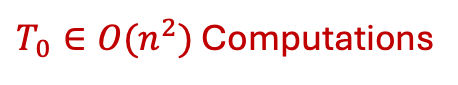 T₀ ∈ O(n²) Computations